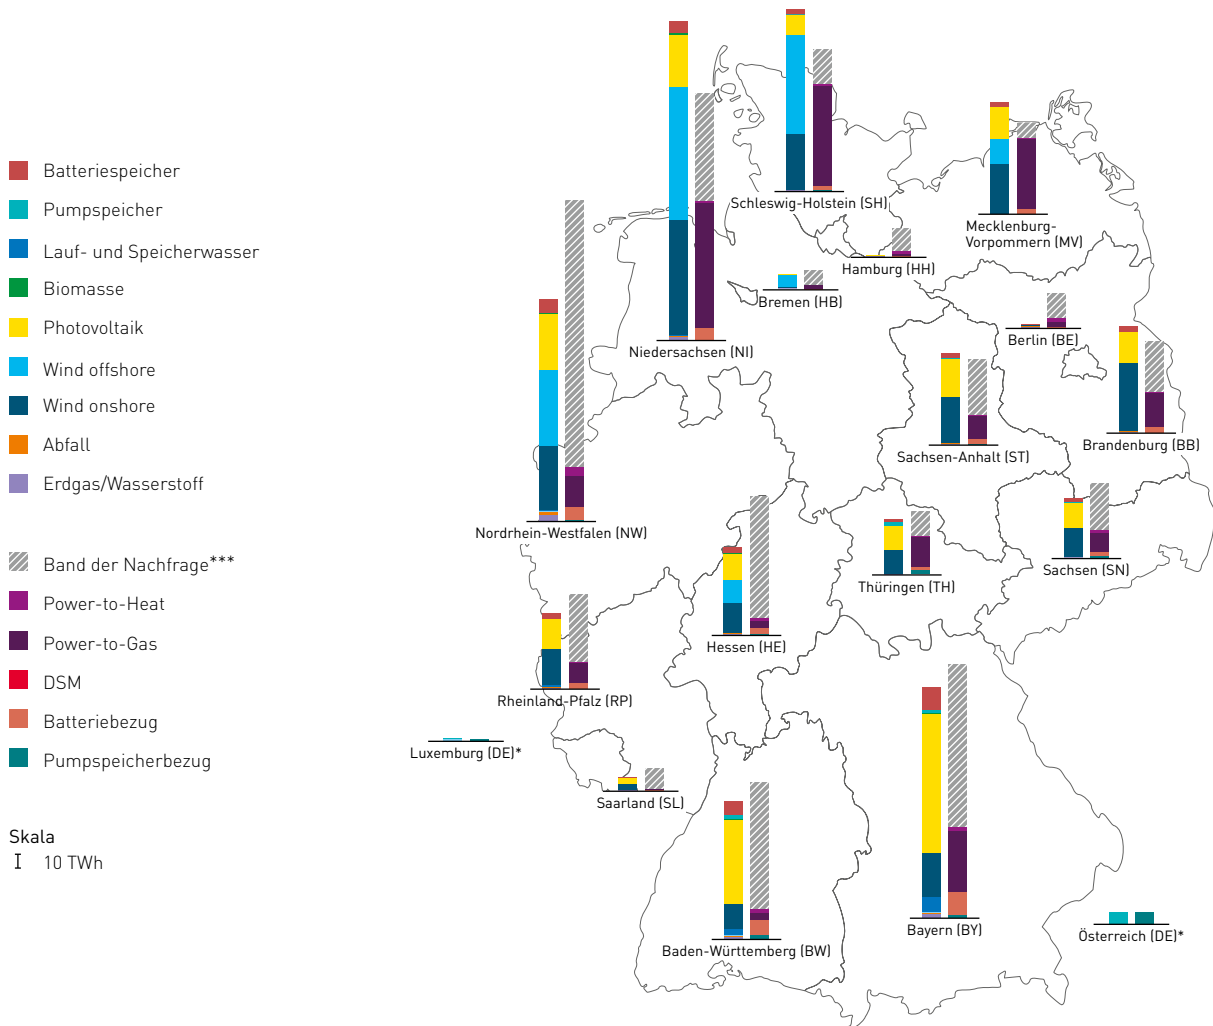 Batteriespeicher
Pumpspeicher
Lauf- und Speicherwasser
Biomasse
Photovoltaik
Wind offshore
Wind onshore
Abfall
Erdgas/Wasserstoff
Band der Nachfrage***
Power-to-Heat
Power-to-Gas
DSM
Batteriebezug
Pumpspeicherbezug
Skala
10 TWh
Schleswig-Holstein (SH)
Mecklenburg-
Vorpommern (MV)
Hamburg (HH)
Bremen (HB)
Niedersachsen (NI)
Berlin (BE)
Brandenburg (BB)
Sachsen-Anhalt (ST)
Nordrhein-Westfalen (NW)
Sachsen (SN)
Thüringen (TH)
Hessen (HE)
Rheinland-Pfalz (RP)
Luxemburg (DE)*
Saarland (SL)
Baden-Württemberg (BW)
Bayern (BY)
Österreich (DE)*